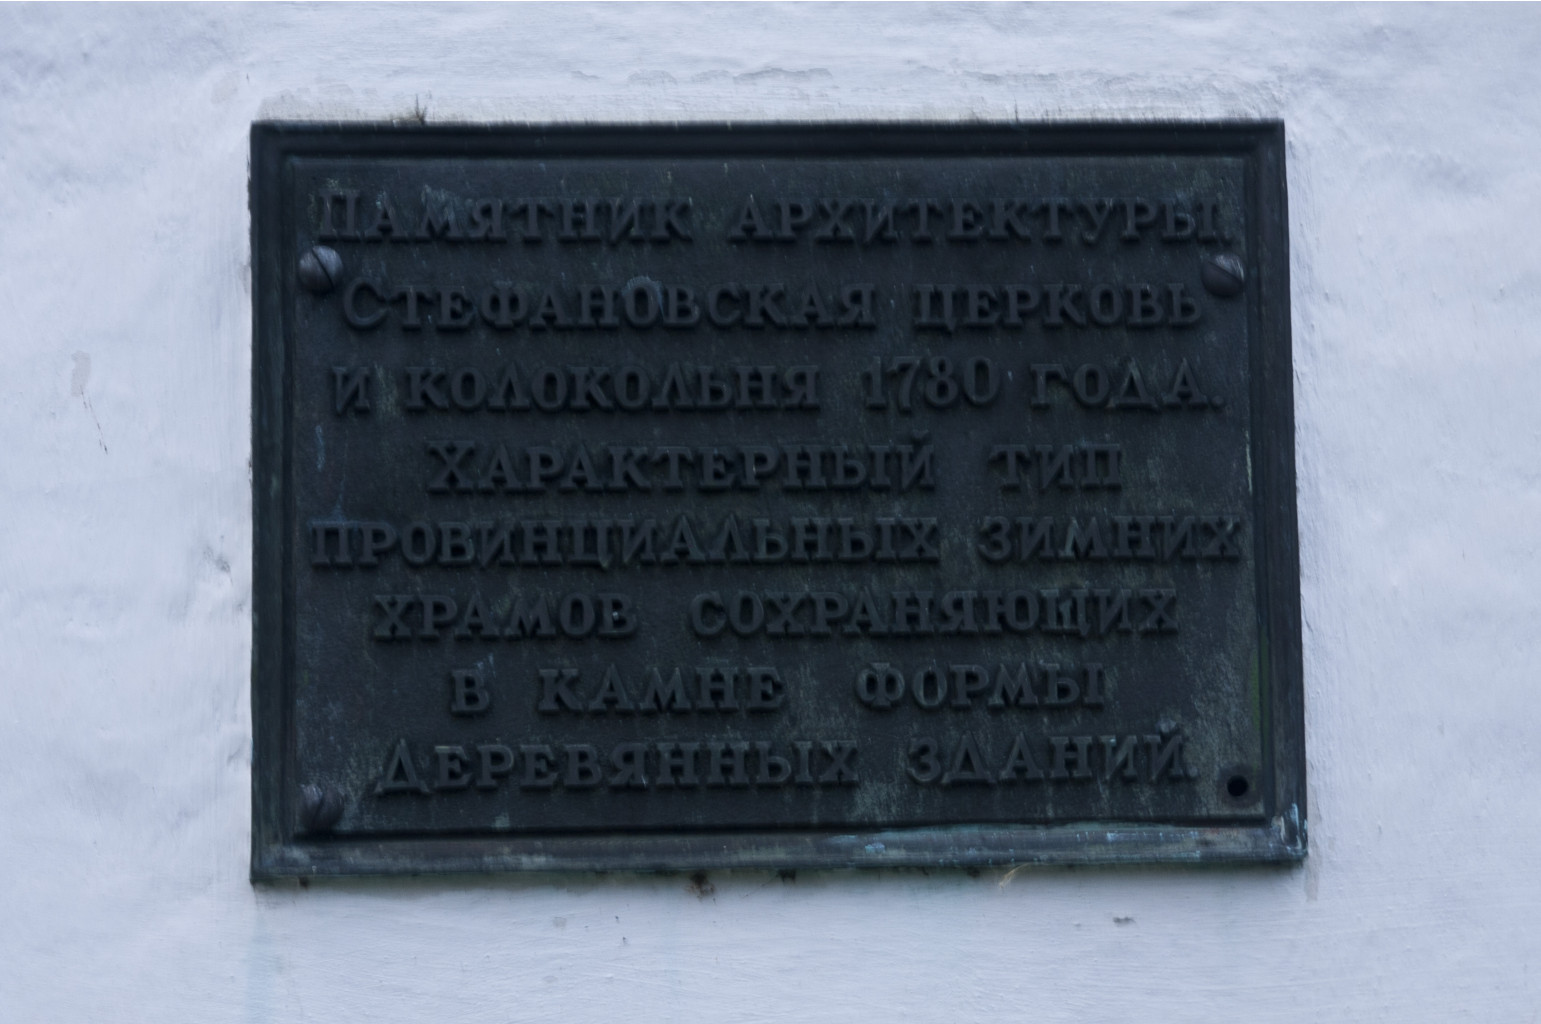 Памятник архитектуры.
Стефановская церковь
и колокольня 1780 года.
Характерный тип
провинциальных зимних
храмов сохраняющих
в камне формы
деревянных зданий.